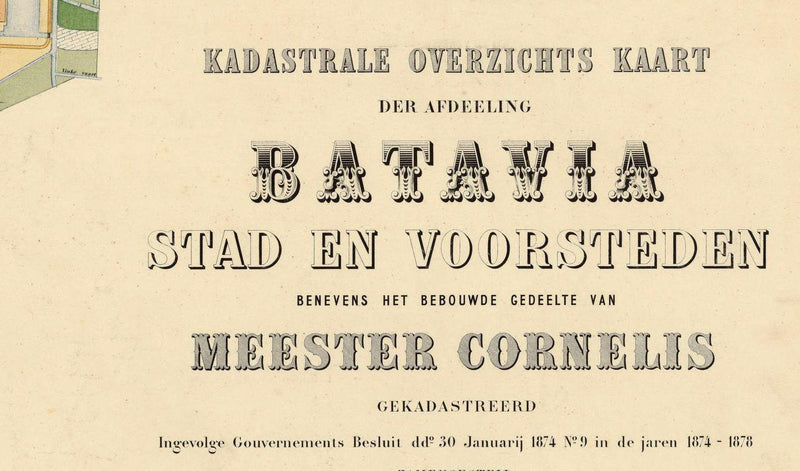 KADASTRALE OVERZICHTS KAART
DER AFDEELING
BATAVIA
STAD EN VOORSTEDEN
BENEVENS HET BEBOUWDE GEDEELTE VAN
MEESTER CORNELIS
GEKADASTREERD
Ingevolge Gouvernements Besluit ddº 30 Januarij 1874 Nº 9 in de jaren 1874 - 1878